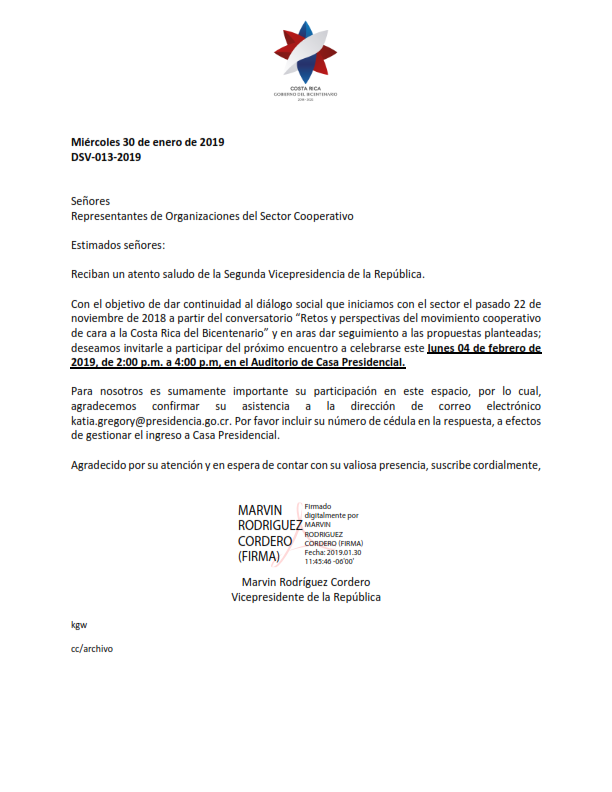 COSTA RICA
GOBIERNO DEL BICENTENARIO
Miércoles 30 de enero de 2019
DSV-013-2019
Señores
Representantes de Organizaciones del Sector Cooperativo
Estimados señores:
Reciban un atento saludo de la Segunda Vicepresidencia de la República.
Con el objetivo de dar continuidad al diálogo social que iniciamos con el sector el pasado 22 de
noviembre de 2018 a partir del conversatorio “Retos y perspectivas del movimiento cooperativo
de cara a la Costa Rica del Bicentenario” y en aras dar seguimiento a las propuestas planteadas;
deseamos invitarle a participar del próximo encuentro a celebrarse este lunes 04 de febrero de
2019, de 2:00 p.m. a 4:00 p.m, en el Auditorio de Casa Presidencial.
Para nosotros es sumamente importante su participación en este espacio, por lo cual,
agradecemos confirmar su asistencia a la dirección de correo electrónico
katia.gregory@presidencia.go.cr. Por favor incluir su número de cédula en la respuesta, a efectos
de gestionar el ingreso a Casa Presidencial.
Agradecido por su atención y en espera de contar con su valiosa presencia, suscribe cordialmente,
MARVIN
RODRIGUEZ
CORDERO
(FIRMA)
Firmado
digitalmente por
MARVIN
RODRIGUEZ
CORDERO (FIRMA)
Fecha: 2019.01.30
11:45:46 -06'00'
Marvin Rodríguez Cordero
Vicepresidente de la República
kgw
cc/archivo